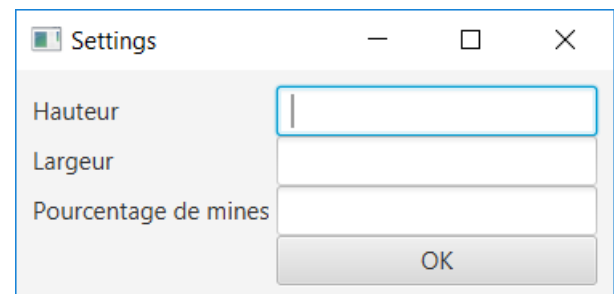 Settings
Hauteur
Largeur
Pourcentage de mines
OK